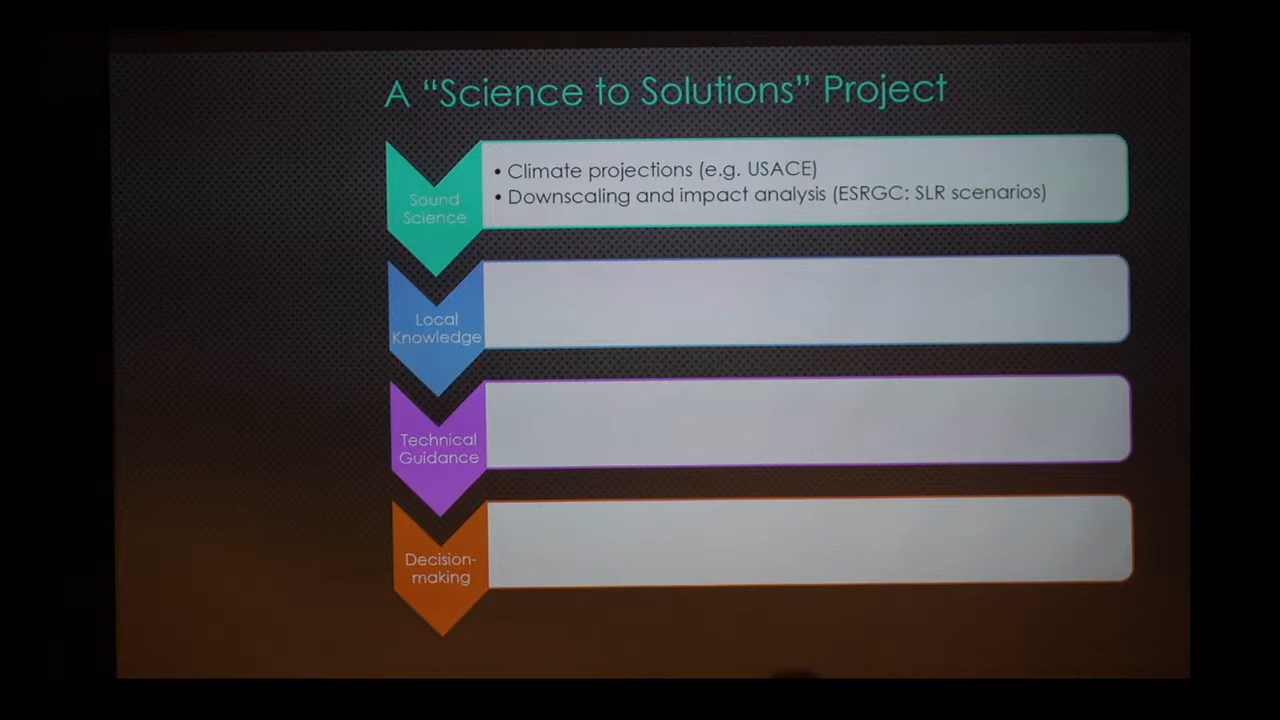 A “Science to Solutions” Project
Sound
Science
• Climate projections (e.g. USACE)
• Downscaling and impact analysis (ESRGC: SLR scenarios)
Local
Knowledge
Technical
Guidance
Decision-
making